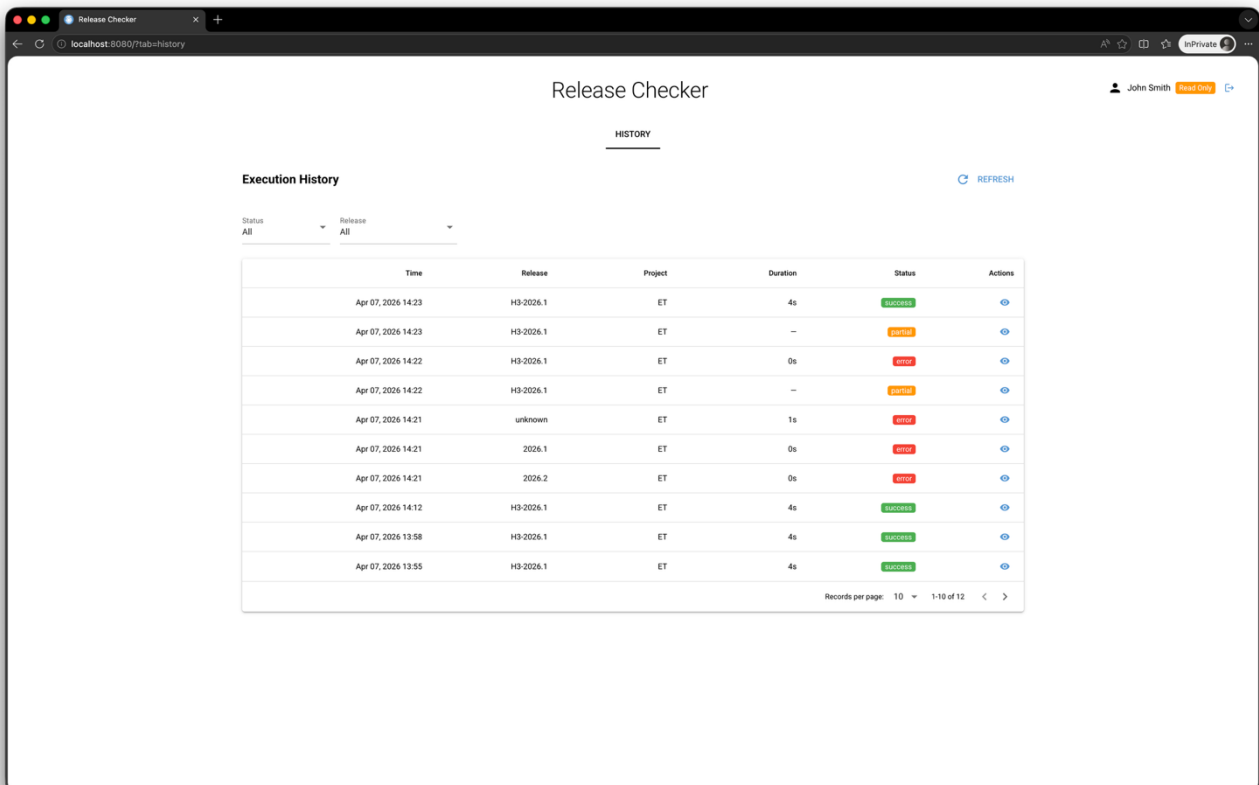 Release Checker
localhost:8080/?tab=history
InPrivate
Release Checker
John Smith Read Only
HISTORY
Execution History
REFRESH
Status
All
Release
All
Time Release Project Duration Status Actions
Apr 07, 2026 14:23 H3-2026.1 ET 4s success
Apr 07, 2026 14:23 H3-2026.1 ET – partial
Apr 07, 2026 14:22 H3-2026.1 ET 0s error
Apr 07, 2026 14:22 H3-2026.1 ET – partial
Apr 07, 2026 14:21 unknown ET 1s error
Apr 07, 2026 14:21 2026.1 ET 0s error
Apr 07, 2026 14:21 2026.2 ET 0s error
Apr 07, 2026 14:12 H3-2026.1 ET 4s success
Apr 07, 2026 13:58 H3-2026.1 ET 4s success
Apr 07, 2026 13:55 H3-2026.1 ET 4s success
Records per page: 10 1-10 of 12